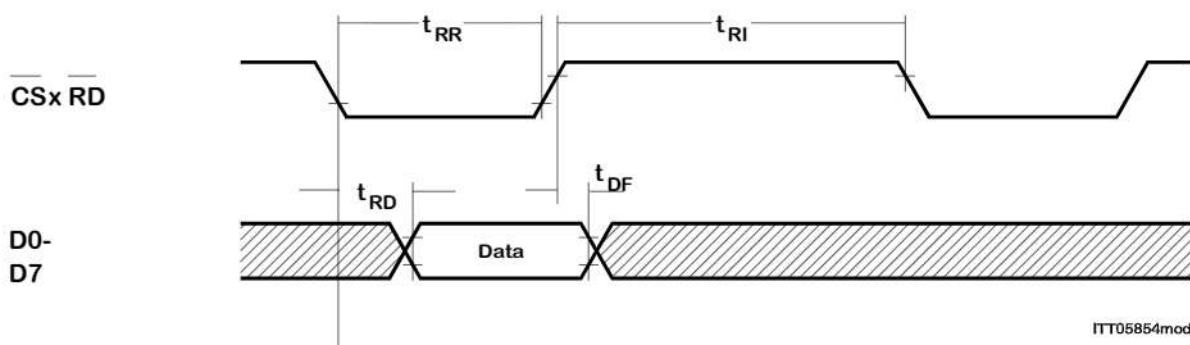 tRR
tRI
CSx RD
tRD
tDF
D0-
D7
Data
ITT05854mod